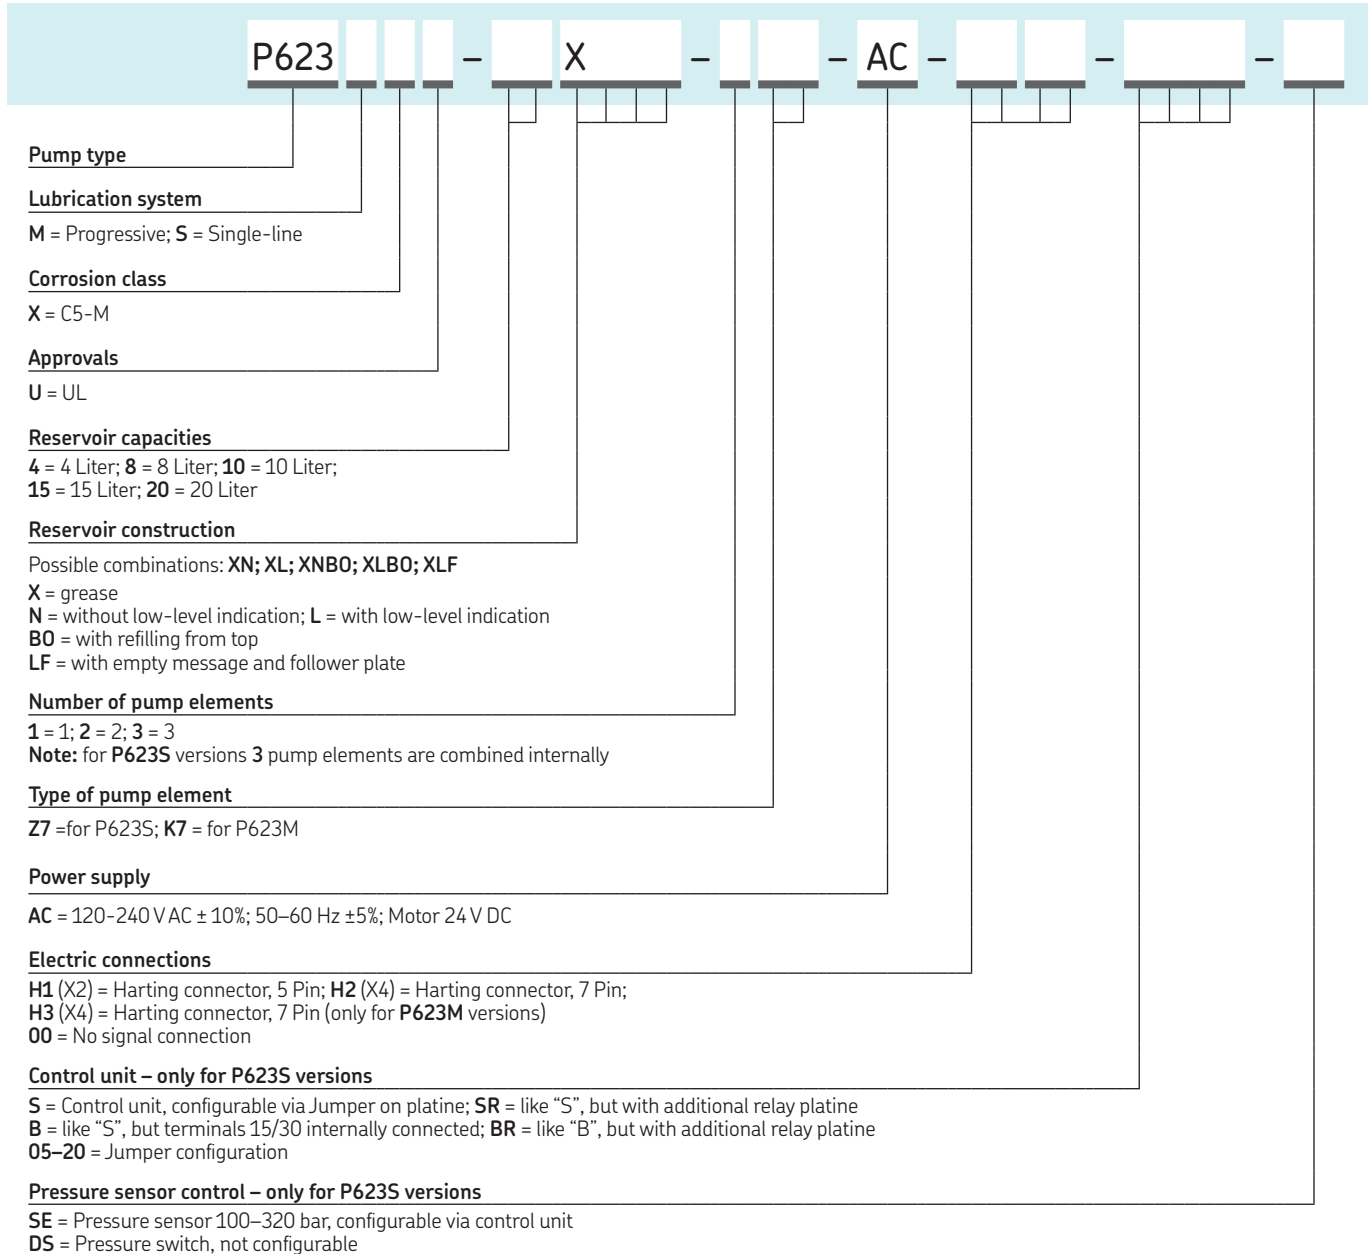 P623 – X – – AC – – –
Pump type
Lubrication system
M = Progressive; S = Single-line
Corrosion class
X = C5-M
Approvals
U = UL
Reservoir capacities
4 = 4 Liter; 8 = 8 Liter; 10 = 10 Liter;
15 = 15 Liter; 20 = 20 Liter
Reservoir construction
Possible combinations: XN; XL; XNBO; XLBO; XLF
X = grease
N = without low-level indication; L = with low-level indication
BO = with refilling from top
LF = with empty message and follower plate
Number of pump elements
1 = 1; 2 = 2; 3 = 3
Note: for P623S versions 3 pump elements are combined internally
Type of pump element
Z7 =for P623S; K7 = for P623M
Power supply
AC = 120-240 V AC ± 10%; 50–60 Hz ±5%; Motor 24 V DC
Electric connections
H1 (X2) = Harting connector, 5 Pin; H2 (X4) = Harting connector, 7 Pin;
H3 (X4) = Harting connector, 7 Pin (only for P623M versions)
00 = No signal connection
Control unit – only for P623S versions
S = Control unit, configurable via Jumper on platine; SR = like “S”, but with additional relay platine
B = like “S”, but terminals 15/30 internally connected; BR = like “B”, but with additional relay platine
05–20 = Jumper configuration
Pressure sensor control – only for P623S versions
SE = Pressure sensor 100–320 bar, configurable via control unit
DS = Pressure switch, not configurable